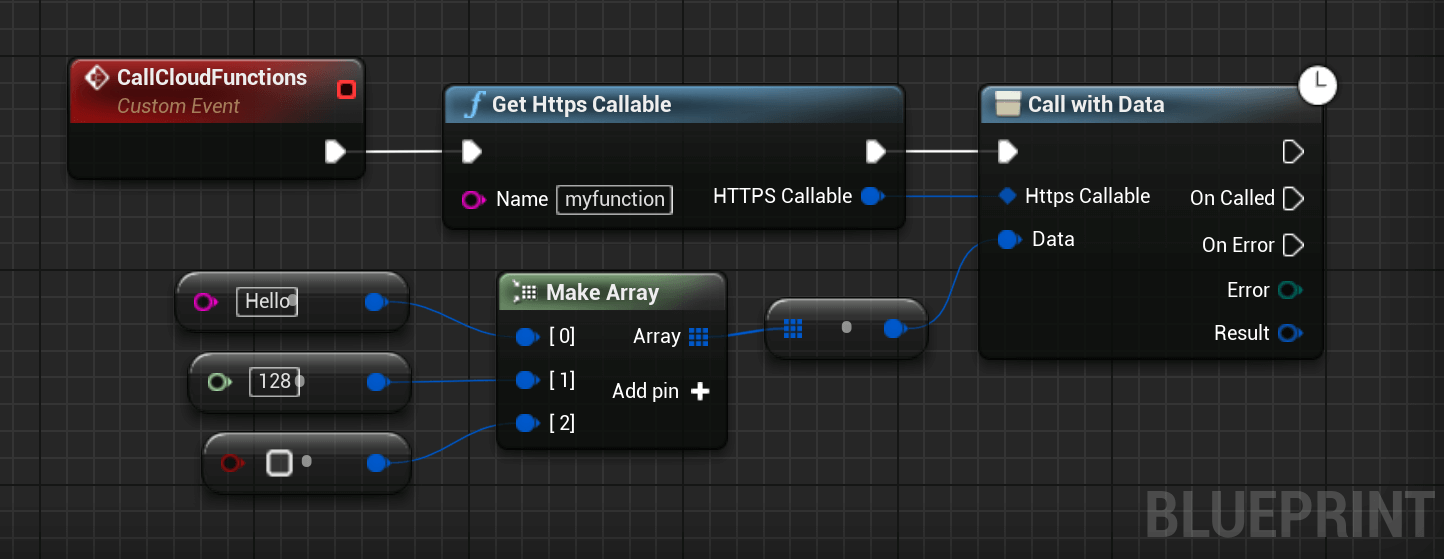 CallCloudFunctions
Custom Event
Get Https Callable
Name myfunction HTTPS Callable
Call with Data
Https Callable
On Called
Data
On Error
Error
Result
Hello
128
Make Array
[ 0] Array
[ 1]
Add pin
[ 2]
BLUEPRINT